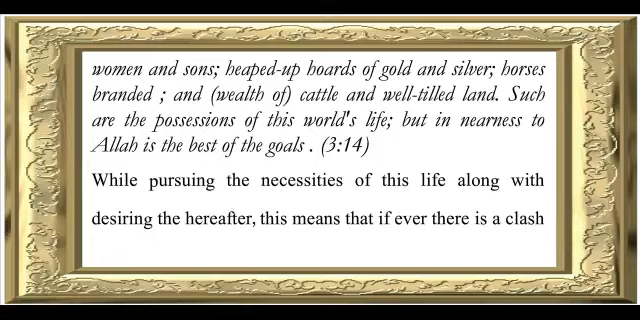 women and sons; heaped-up hoards of gold and silver; horses
branded ; and (wealth of) cattle and well-tilled land. Such
are the possessions of this world's life; but in nearness to
Allah is the best of the goals . (3:14)
While pursuing the necessities of this life along with
desiring the hereafter, this means that if ever there is a clash